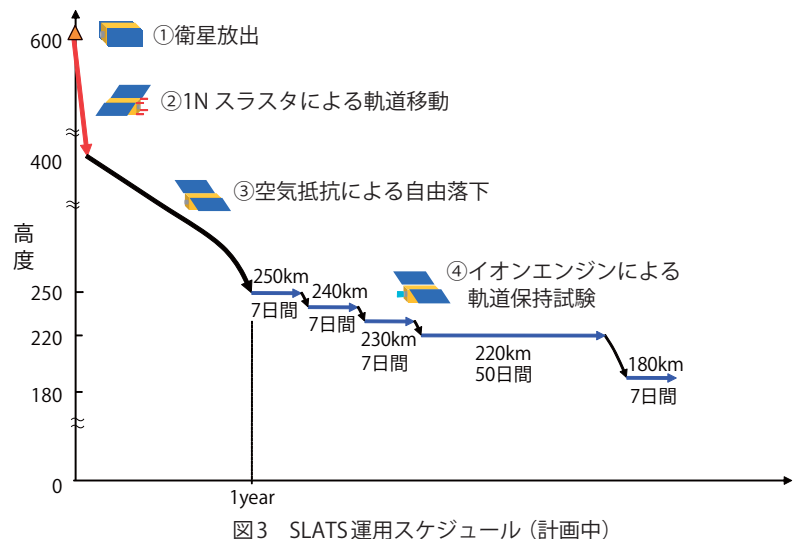 600
①衛星放出
②1N スラスタによる軌道移動
400
③空気抵抗による自由落下
高度
④イオンエンジンによる
軌道保持試験
250
250km
7日間
240km
7日間
230km
7日間
220
220km
50日間
180km
7日間
180
0
1year
図3 SLATS運用スケジュール（計画中）